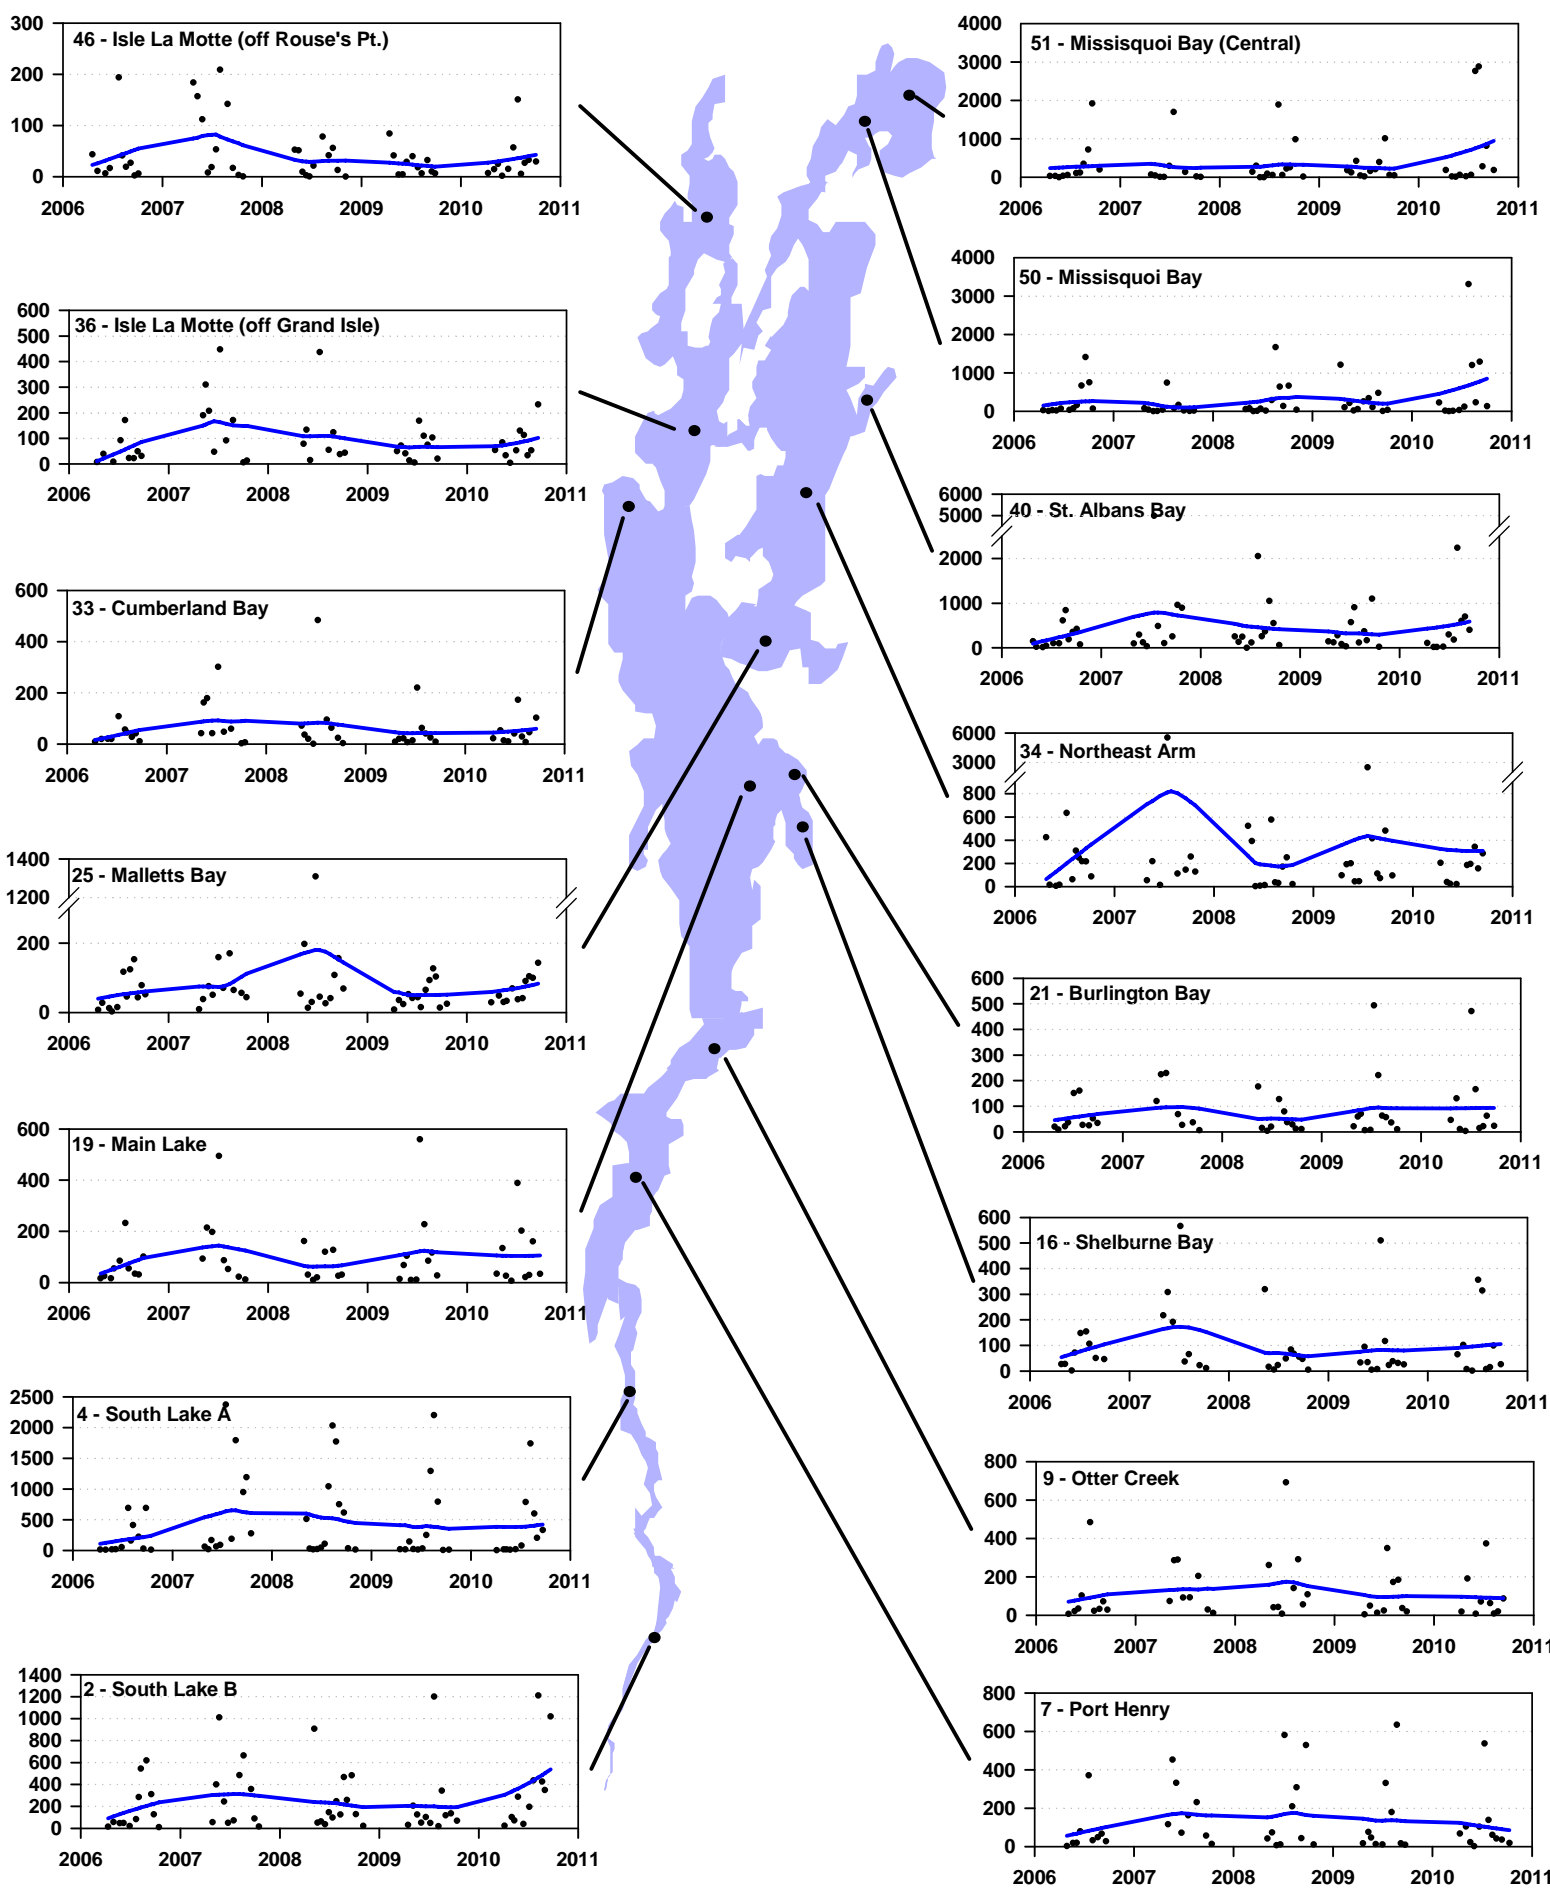 46 - Isle La Motte (off Rouse's Pt.)
300
200
100
0
2006 2007 2008 2009 2010 2011
36 - Isle La Motte (off Grand Isle)
600
500
400
300
200
100
0
2006 2007 2008 2009 2010 2011
33 - Cumberland Bay
600
400
200
0
2006 2007 2008 2009 2010 2011
25 - Malletts Bay
1400
1200
200
0
2006 2007 2008 2009 2010 2011
19 - Main Lake
600
400
200
0
2006 2007 2008 2009 2010 2011
4 - South Lake A
2500
2000
1500
1000
500
0
2006 2007 2008 2009 2010 2011
2 - South Lake B
1400
1200
1000
800
600
400
200
0
2006 2007 2008 2009 2010 2011
51 - Missisquoi Bay (Central)
4000
3000
2000
1000
0
2006 2007 2008 2009 2010 2011
50 - Missisquoi Bay
4000
3000
2000
1000
0
2006 2007 2008 2009 2010 2011
40 - St. Albans Bay
6000
5000
2000
1000
0
2006 2007 2008 2009 2010 2011
34 - Northeast Arm
6000
3000
800
600
400
200
0
2006 2007 2008 2009 2010 2011
21 - Burlington Bay
600
500
400
300
200
100
0
2006 2007 2008 2009 2010 2011
16 - Shelburne Bay
600
500
400
300
200
100
0
2006 2007 2008 2009 2010 2011
9 - Otter Creek
800
600
400
200
0
2006 2007 2008 2009 2010 2011
7 - Port Henry
800
600
400
200
0
2006 2007 2008 2009 2010 2011